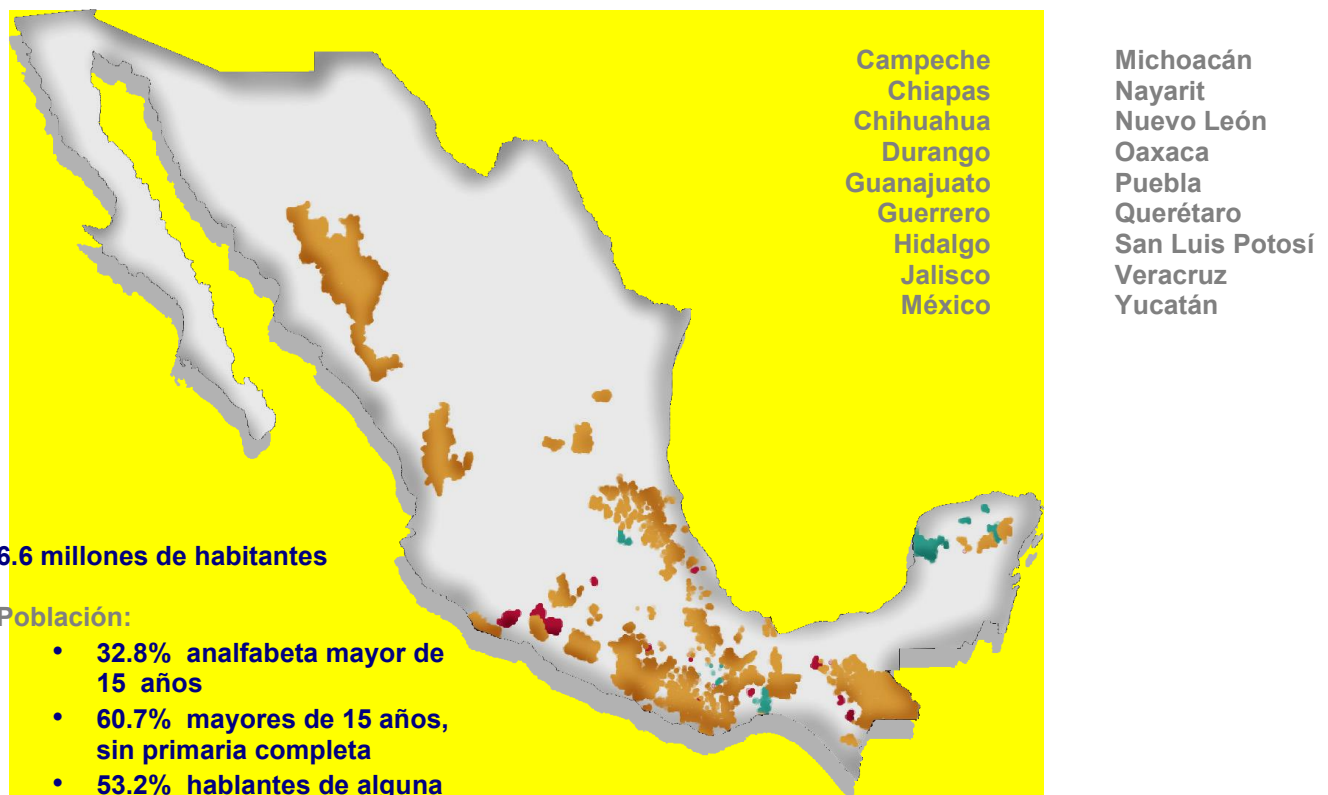 Campeche
Chiapas
Chihuahua
Durango
Guanajuato
Guerrero
Hidalgo
Jalisco
México
Michoacán
Nayarit
Nuevo León
Oaxaca
Puebla
Querétaro
San Luis Potosí
Veracruz
Yucatán
6.6 millones de habitantes
Población:
• 32.8% analfabeta mayor de
15 años
• 60.7% mayores de 15 años,
sin primaria completa
• 53.2% hablantes de alguna